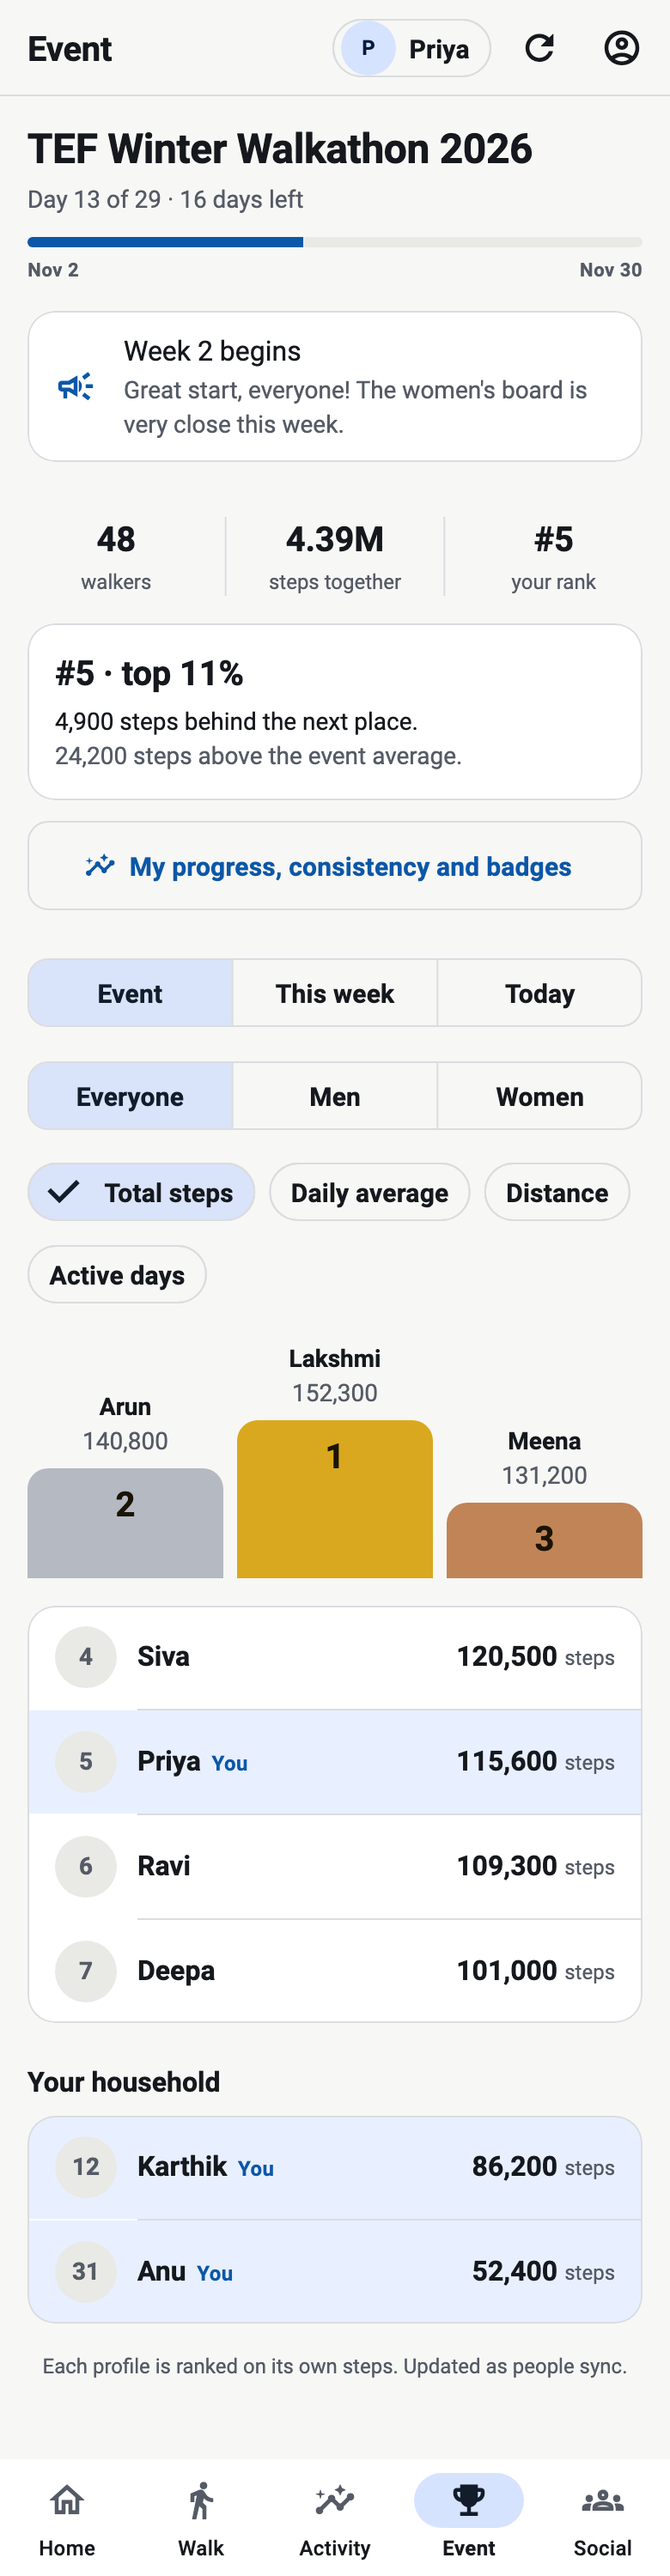 Event
P
Priya
TEF Winter Walkathon 2026
Day 13 of 29 · 16 days left
Nov 2
Nov 30
Week 2 begins
Great start, everyone! The women's board is
very close this week.
48
walkers
4.39M
steps together
#5
your rank
#5 · top 11%
4,900 steps behind the next place.
24,200 steps above the event average.
My progress, consistency and badges
Event
This week
Today
Everyone
Men
Women
Total steps
Daily average
Distance
Active days
Lakshmi
152,300
1
Arun
140,800
2
Meena
131,200
3
4 Siva 120,500 steps
5 Priya You 115,600 steps
6 Ravi 109,300 steps
7 Deepa 101,000 steps
Your household
12 Karthik You 86,200 steps
31 Anu You 52,400 steps
Each profile is ranked on its own steps. Updated as people sync.
Home
Walk
Activity
Event
Social